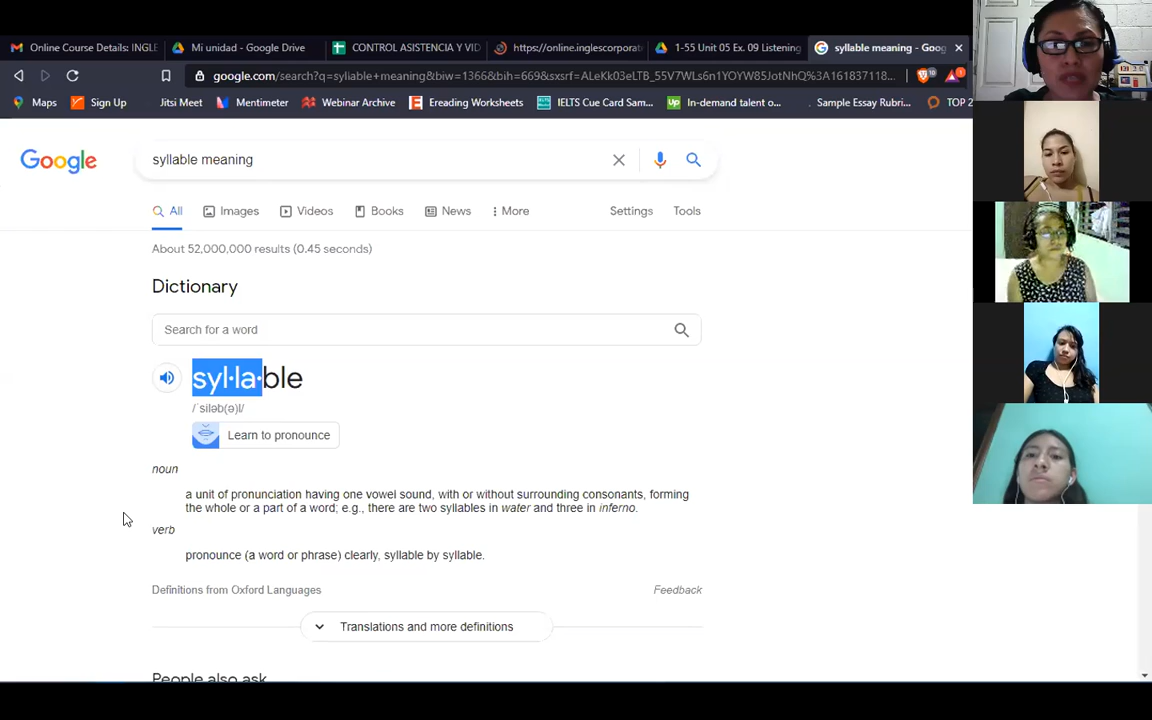 Online Course Details: INGLE
Mi unidad - Google Drive
CONTROL ASISTENCIA Y VID
https://online.inglescorporat
1-55 Unit 05 Ex. 09 Listening
syllable meaning - Goog
google.com/search?q=syliable+meaning&biw=1366&bih=669&sxsrf=ALeKk03eLTB_55V7WLs6n1YOYW85JotNhQ%3A161837118...
Maps
Sign Up
Jitsi Meet
Mentimeter
Webinar Archive
Ereading Worksheets
IELTS Cue Card Sam...
In-demand talent o...
Sample Essay Rubri...
TOP 2
Google
syllable meaning
All
Images
Videos
Books
News
More
Settings
Tools
About 52,000,000 results (0.45 seconds)
Dictionary
Search for a word
syl·la·ble
/ˈsiləb(ə)l/
Learn to pronounce
noun
a unit of pronunciation having one vowel sound, with or without surrounding consonants, forming
the whole or a part of a word; e.g., there are two syllables in water and three in inferno.
verb
pronounce (a word or phrase) clearly, syllable by syllable.
Definitions from Oxford Languages
Feedback
Translations and more definitions
People also ask